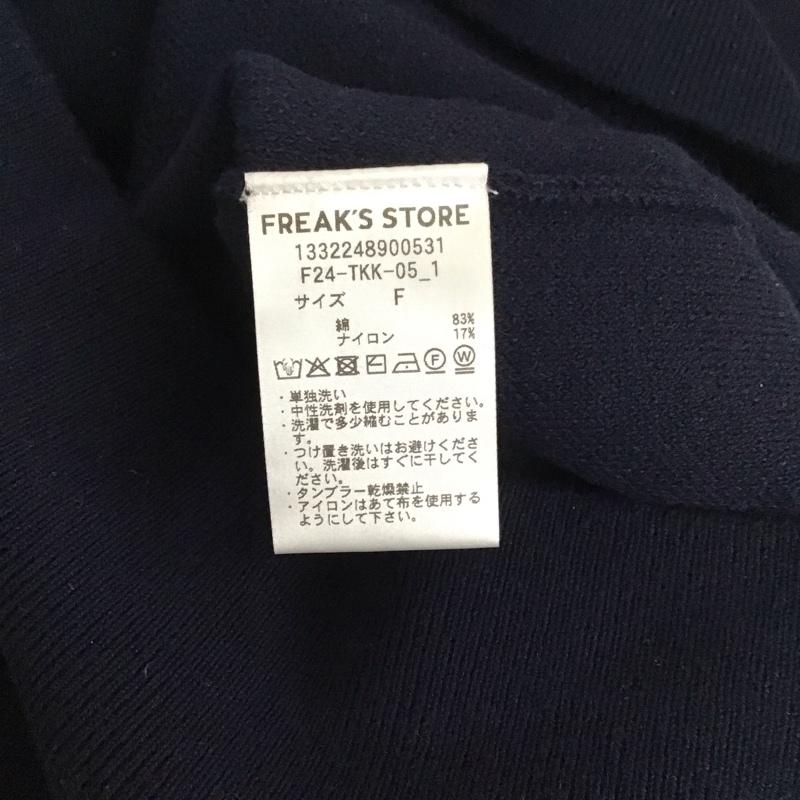 FREAK'S STORE
1332248900531
F24-TKK-05_1
サイズ F
綿 83%
ナイロン 17%
F W
・単独洗い
・中性洗剤を使用してください。
・洗濯で多少縮むことがありま
す。
・つけ置き洗いはお避けくださ
い。洗濯後はすぐに干してく
ださい。
・タンブラー乾燥禁止
・アイロンはあて布を使用する
ようにして下さい。